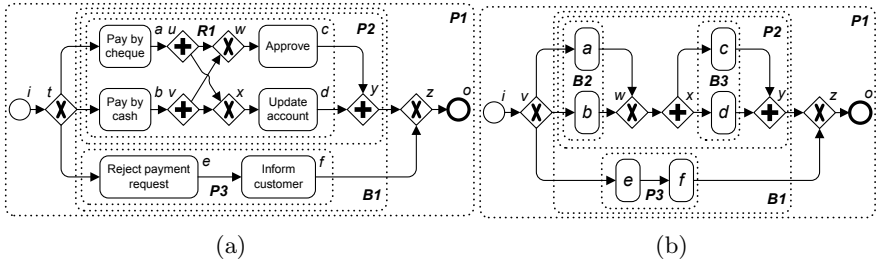 P1
P2
i
t
Pay by
cheque
a
u
R1
w
Approve
c
Pay by
cash
b
v
x
Update
account
d
y
z
o
Reject payment
request
e
P3
Inform
customer
f
B1
(a)
P1
P2
i
v
a
B2
b
w
x
c
B3
d
y
z
o
e
P3
f
B1
(b)